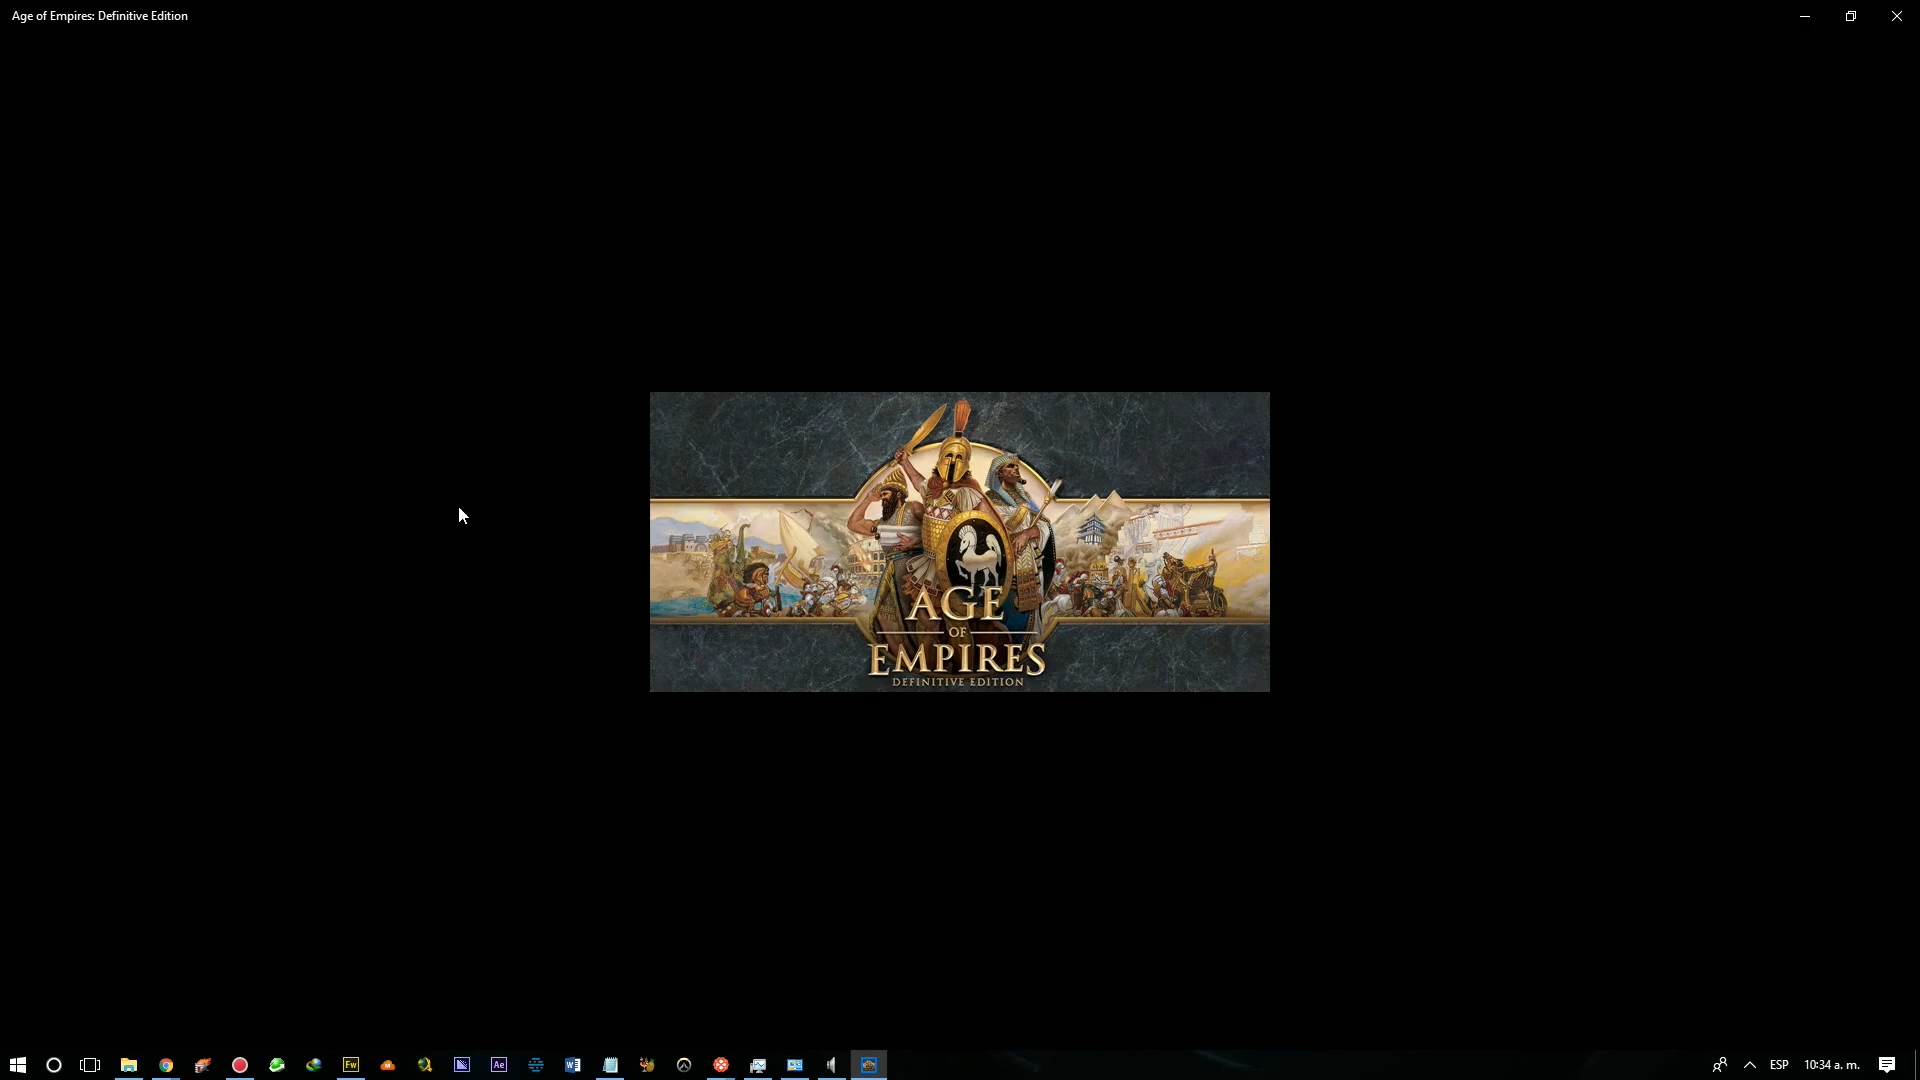 Age of Empires: Definitive Edition
AGE
OF
EMPIRES
DEFINITIVE EDITION
Fw
Ae
ESP
10:34 a. m.